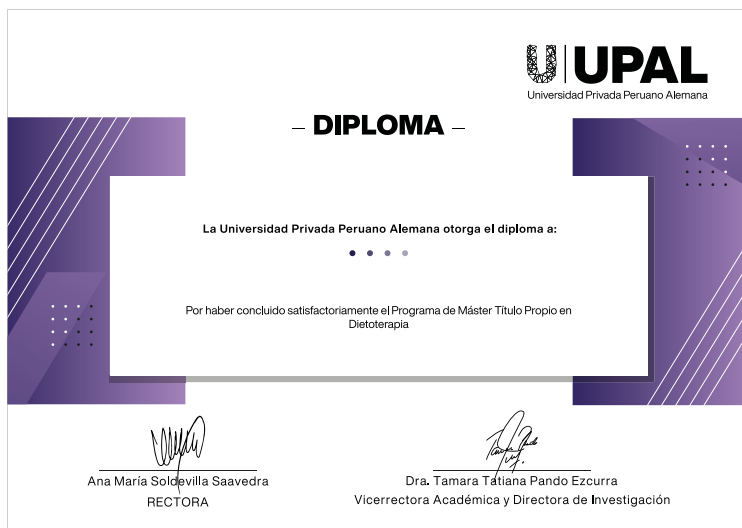 UPAL
Universidad Privada Peruano Alemana
– DIPLOMA –
La Universidad Privada Peruano Alemana otorga el diploma a:
Por haber concluido satisfactoriamente el Programa de Máster Título Propio en
Dietoterapia
Ana María Soldevilla Saavedra
RECTORA
Dra. Tamara Tatiana Pando Ezcurra
Vicerrectora Académica y Directora de Investigación